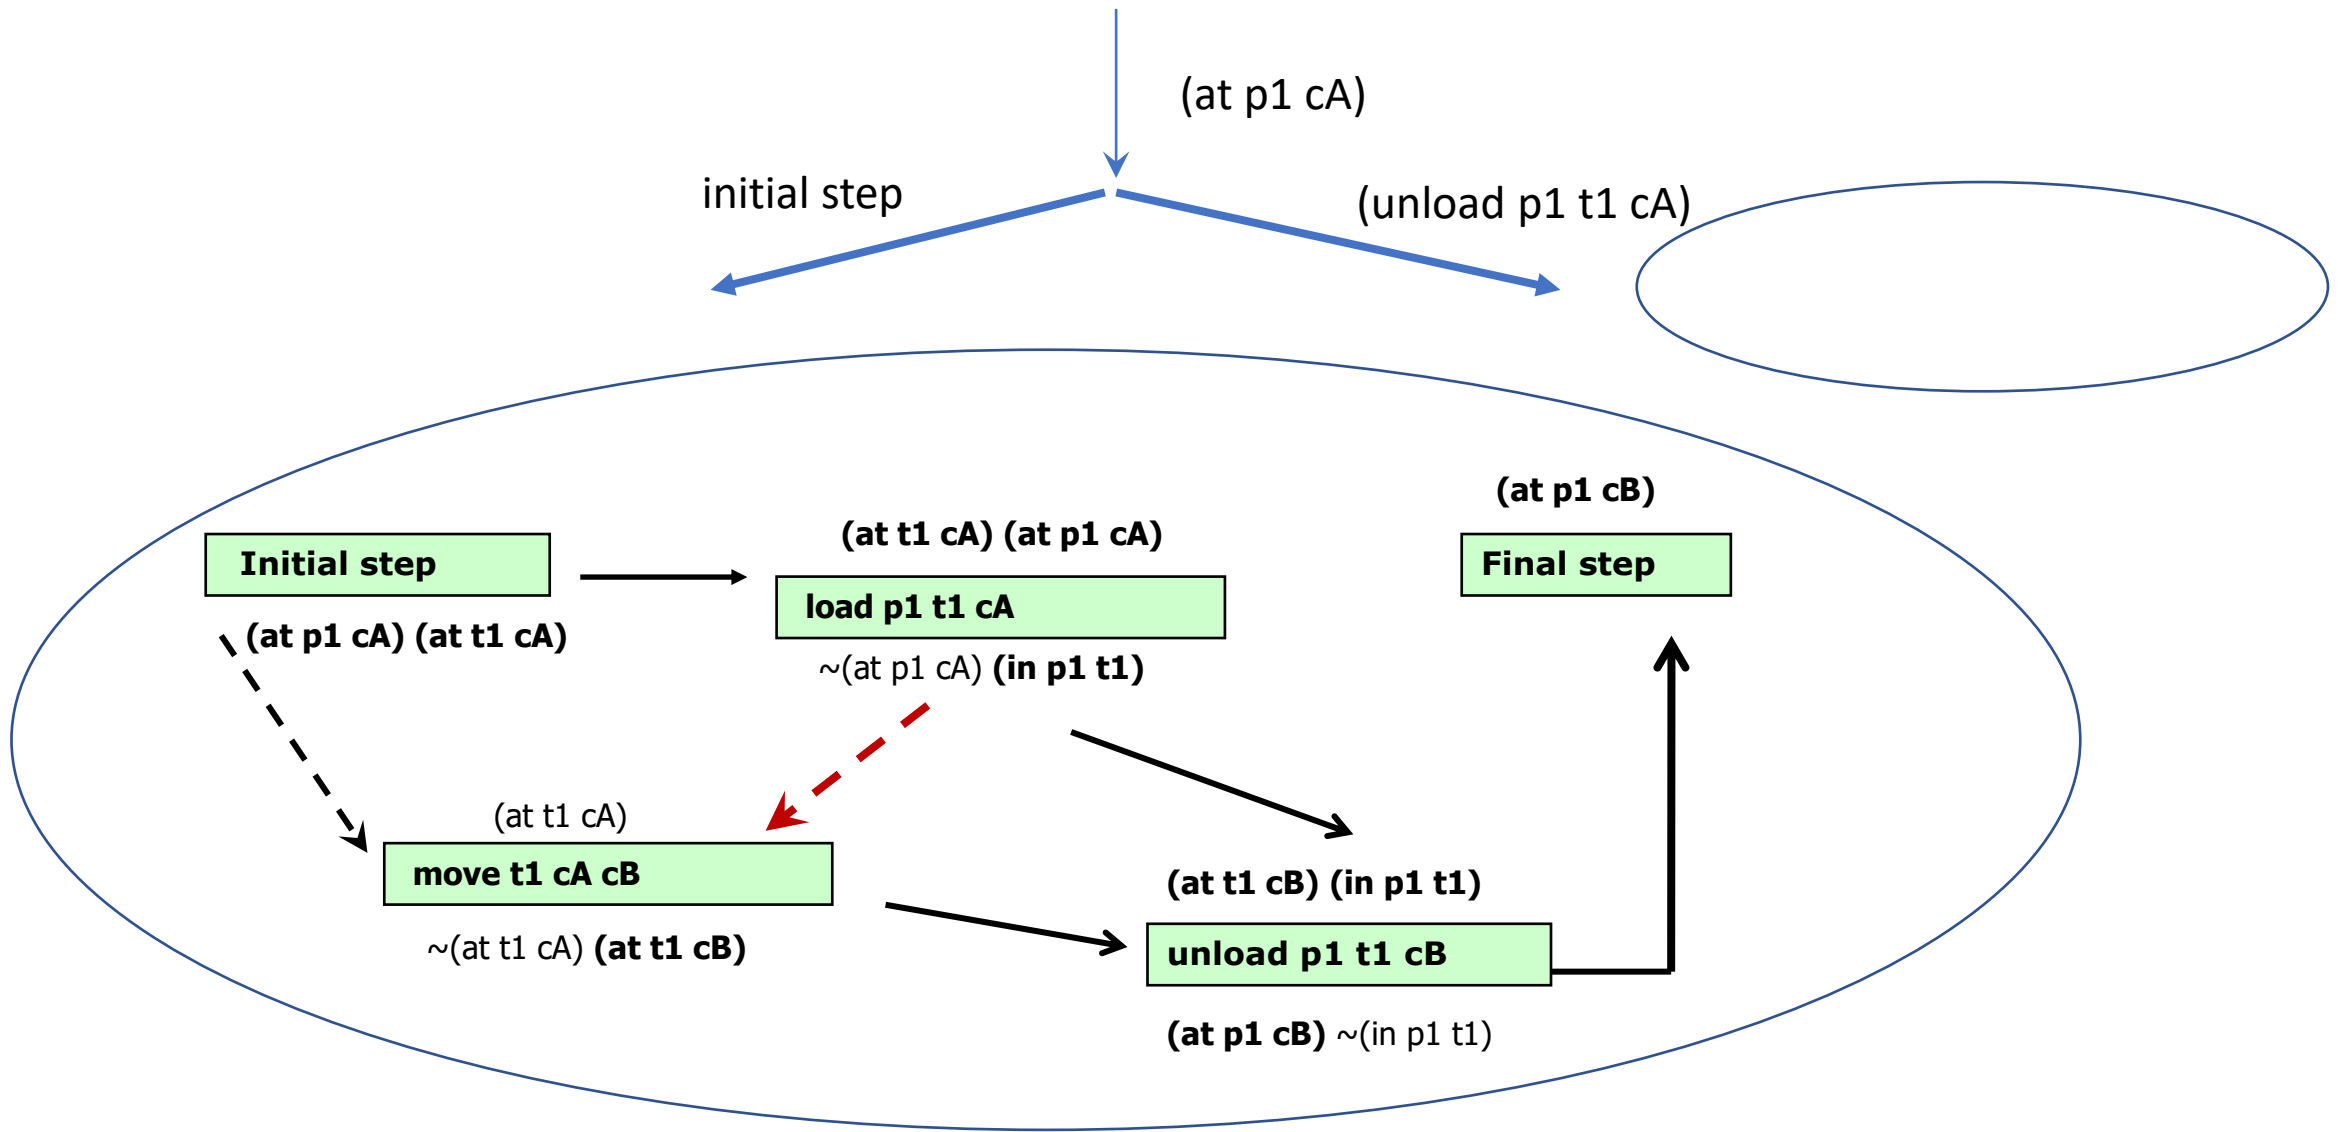 (at p1 cA)
initial step
(unload p1 t1 cA)
(at p1 cB)
(at t1 cA) (at p1 cA)
Initial step
Final step
load p1 t1 cA
(at p1 cA) (at t1 cA)
~(at p1 cA) (in p1 t1)
(at t1 cA)
move t1 cA cB
(at t1 cB) (in p1 t1)
~(at t1 cA) (at t1 cB)
unload p1 t1 cB
(at p1 cB) ~(in p1 t1)